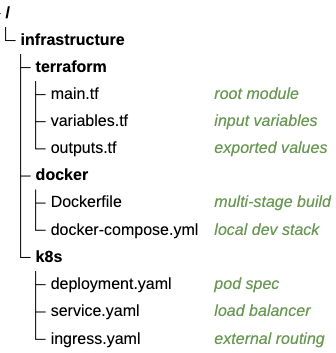 /
infrastructure
terraform
main.tf root module
variables.tf input variables
outputs.tf exported values
docker
Dockerfile multi-stage build
docker-compose.yml local dev stack
k8s
deployment.yaml pod spec
service.yaml load balancer
ingress.yaml external routing